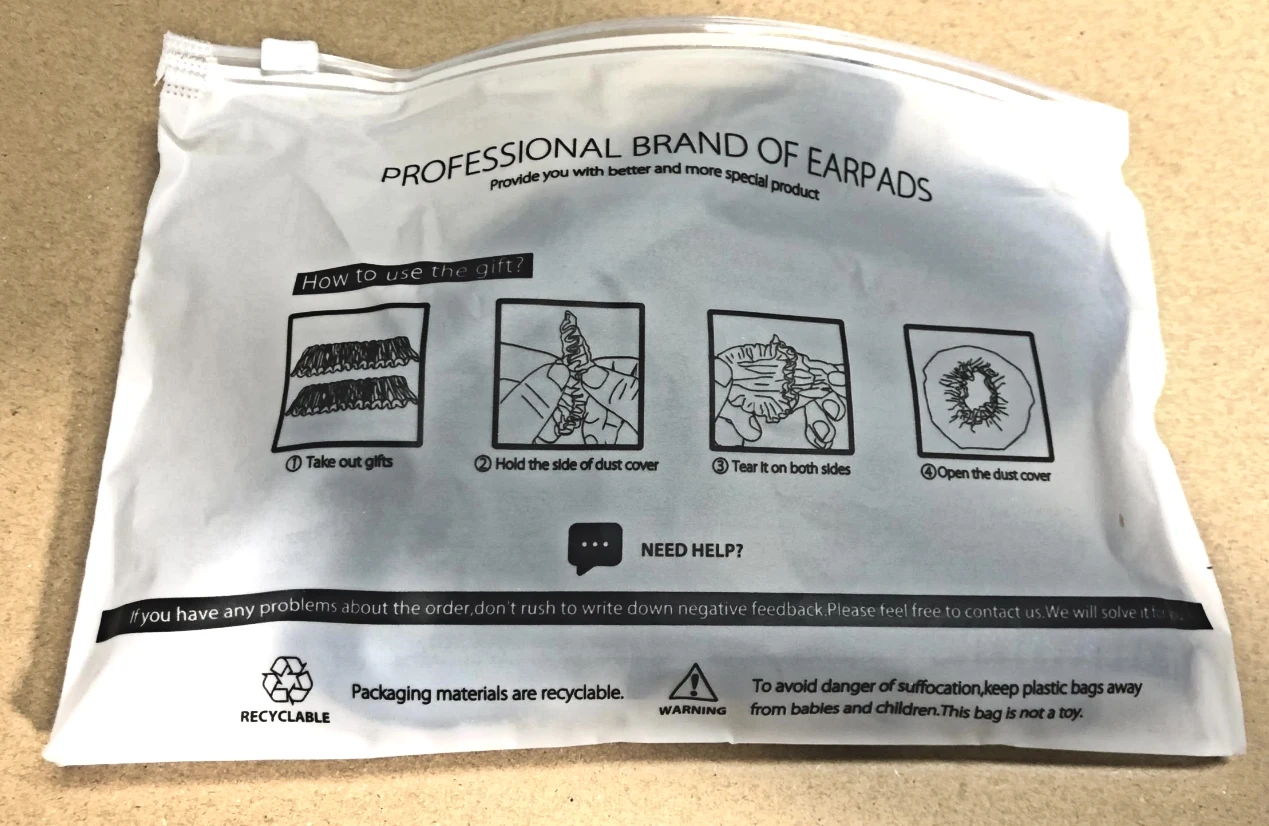 PROFESSIONAL BRAND OF EARPADS
Provide you with better and more special product
How to use the gift?
① Take out gifts
② Hold the side of dust cover
③ Tear it on both sides
④Open the dust cover
NEED HELP?
If you have any problems about the order,don't rush to write down negative feedback.Please feel free to contact us.We will solve it
Packaging materials are recyclable.
RECYCLABLE
WARNING
To avoid danger of suffocation,keep plastic bags away
from babies and children.This bag is not a toy.